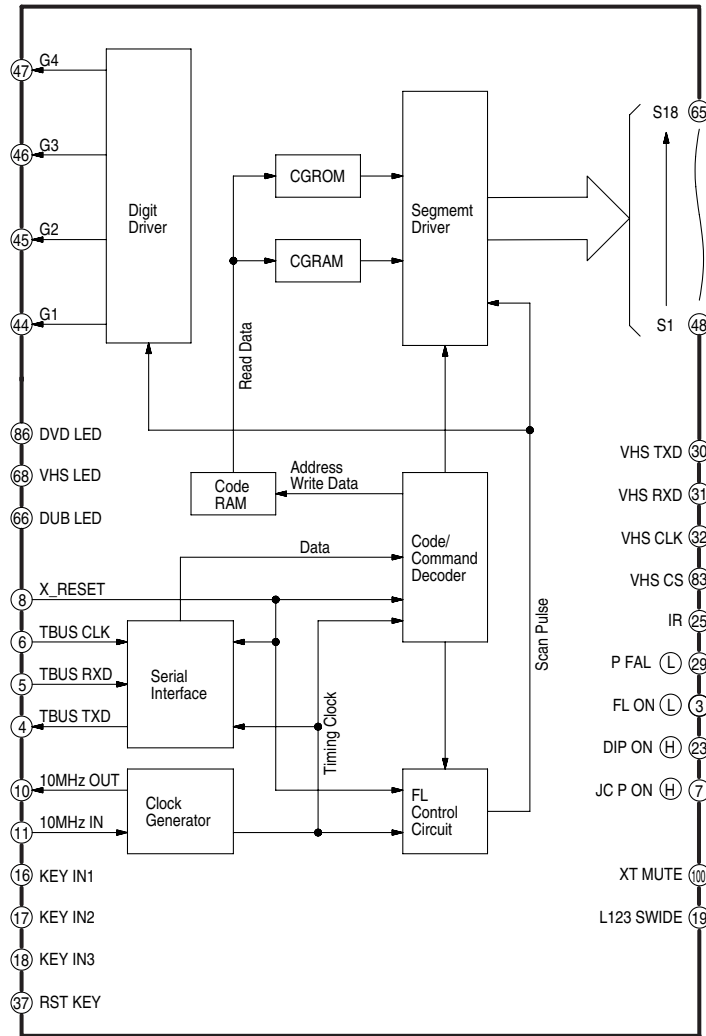 47 G4
46 G3
45 G2
44 G1
Digit
Driver
CGROM
CGRAM
Segmemt
Driver
S18 65
S1 48
Read Data
86 DVD LED
68 VHS LED
66 DUB LED
Code
RAM
Address
Write Data
Code/
Command
Decoder
Data
8 X_RESET
6 TBUS CLK
5 TBUS RXD
4 TBUS TXD
Serial
Interface
Timing Clock
Scan Pulse
10 10MHz OUT
11 10MHz IN
Clock
Generator
FL
Control
Circuit
16 KEY IN1
17 KEY IN2
18 KEY IN3
37 RST KEY
VHS TXD 30
VHS RXD 31
VHS CLK 32
VHS CS 83
IR 25
P FAL L 29
FL ON L 3
DIP ON H 23
JC P ON H 7
XT MUTE 100
L123 SWIDE 19